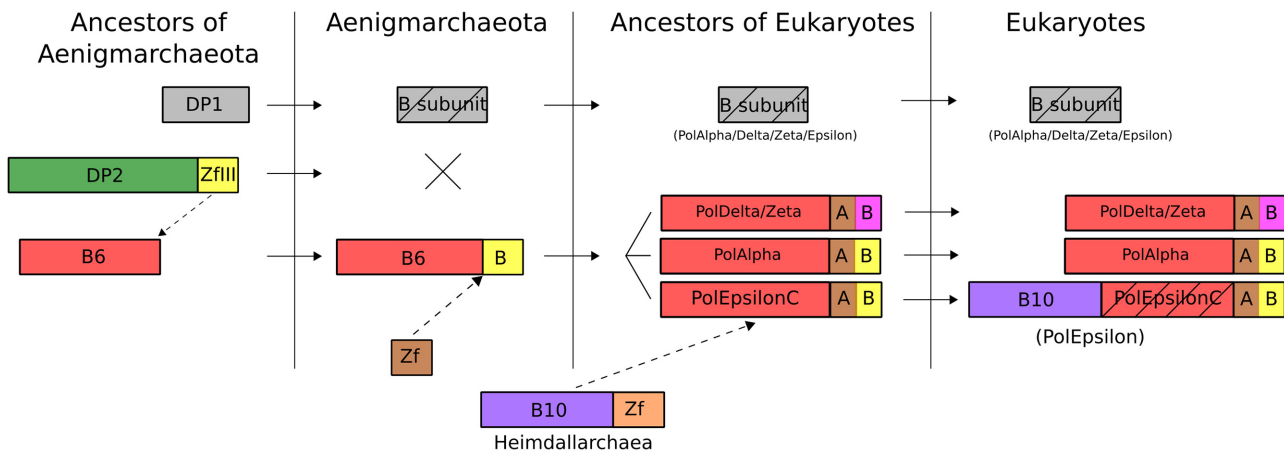 Ancestors of
Aenigmarchaeota
Aenigmarchaeota
Ancestors of Eukaryotes
Eukaryotes
DP1
B subunit
B subunit
(PolAlpha/Delta/Zeta/Epsilon)
B subunit
(PolAlpha/Delta/Zeta/Epsilon)
DP2 ZfIII
PolDelta/Zeta A B
PolDelta/Zeta A B
B6
B6 B
PolAlpha A B
PolAlpha A B
PolEpsilonC A B
B10 PolEpsilonC A B
(PolEpsilon)
Zf
B10 Zf
Heimdallarchaea